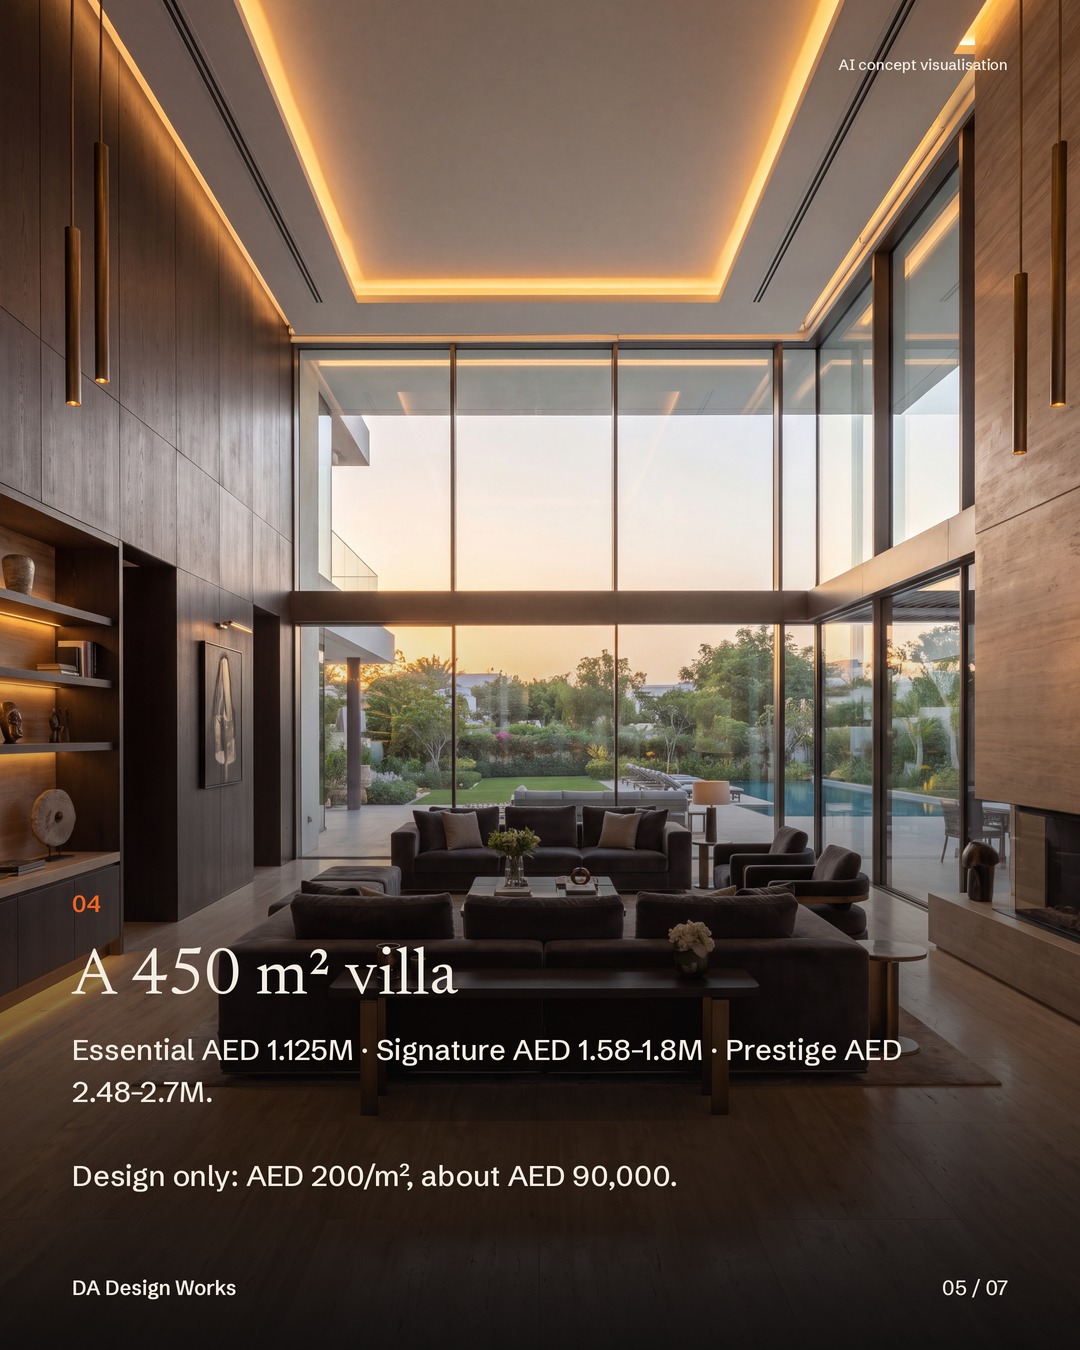 AI concept visualisation
04
A 450 m² villa
Essential AED 1.125M · Signature AED 1.58–1.8M · Prestige AED
2.48–2.7M.
Design only: AED 200/m², about AED 90,000.
DA Design Works
05 / 07